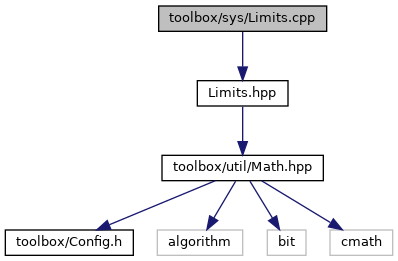 toolbox/sys/Limits.cpp
Limits.hpp
toolbox/util/Math.hpp
toolbox/Config.h
algorithm
bit
cmath